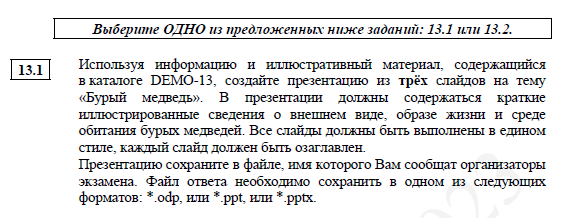 Выберите ОДНО из предложенных ниже заданий: 13.1 или 13.2.
13.1
Используя информацию и иллюстративный материал, содержащийся
в каталоге DEMO-13, создайте презентацию из трёх слайдов на тему
«Бурый медведь». В презентации должны содержаться краткие
иллюстрированные сведения о внешнем виде, образе жизни и среде
обитания бурых медведей. Все слайды должны быть выполнены в едином
стиле, каждый слайд должен быть озаглавлен.
Презентацию сохраните в файле, имя которого Вам сообщат организаторы
экзамена. Файл ответа необходимо сохранить в одном из следующих
форматов: *.odp, или *.ppt, или *.pptx.